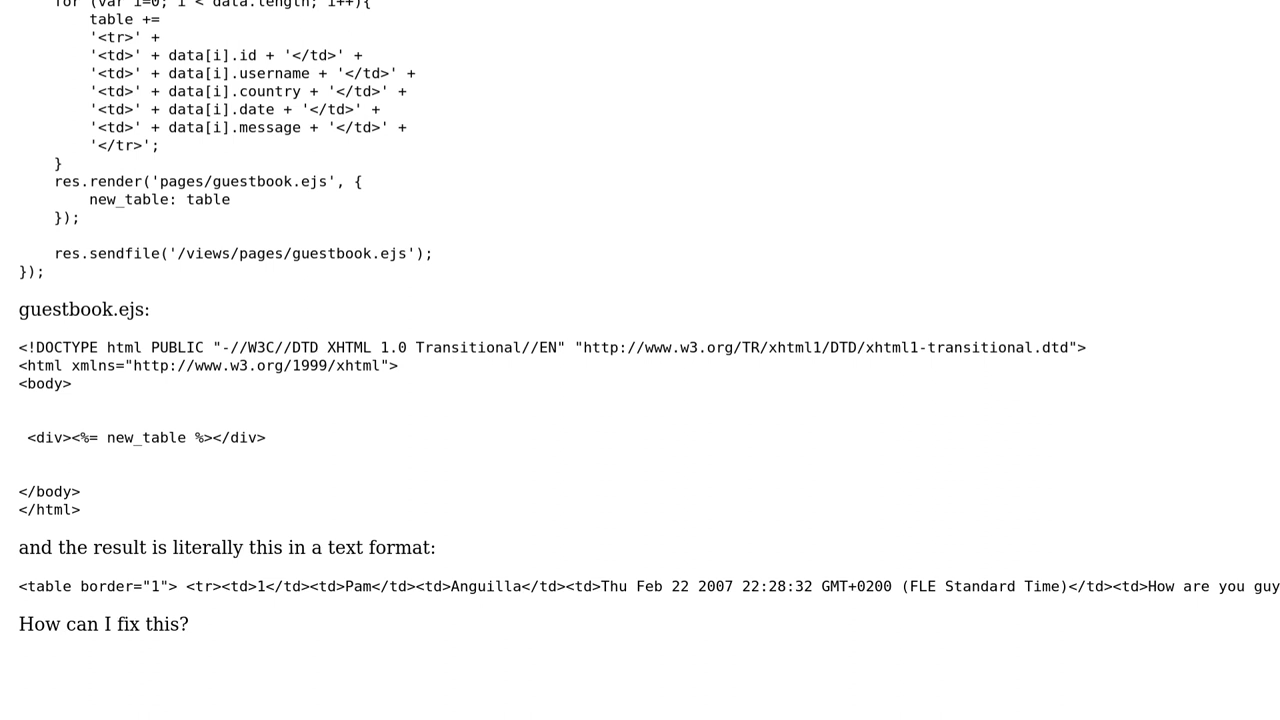 for (var i=0; i < data.length; i++){
        table +=
        '<tr>' +
        '<td>' + data[i].id + '</td>' +
        '<td>' + data[i].username + '</td>' +
        '<td>' + data[i].country + '</td>' +
        '<td>' + data[i].date + '</td>' +
        '<td>' + data[i].message + '</td>' +
        '</tr>';
    }
    res.render('pages/guestbook.ejs', {
        new_table: table
    });
    res.sendfile('/views/pages/guestbook.ejs');
});
guestbook.ejs:
<!DOCTYPE html PUBLIC "-//W3C//DTD XHTML 1.0 Transitional//EN" "http://www.w3.org/TR/xhtml1/DTD/xhtml1-transitional.dtd">
<html xmlns="http://www.w3.org/1999/xhtml">
<body>
 <div><%= new_table %></div>
</body>
</html>
and the result is literally this in a text format:
<table border="1"> <tr><td>1</td><td>Pam</td><td>Anguilla</td><td>Thu Feb 22 2007 22:28:32 GMT+0200 (FLE Standard Time)</td><td>How are you guy
How can I fix this?